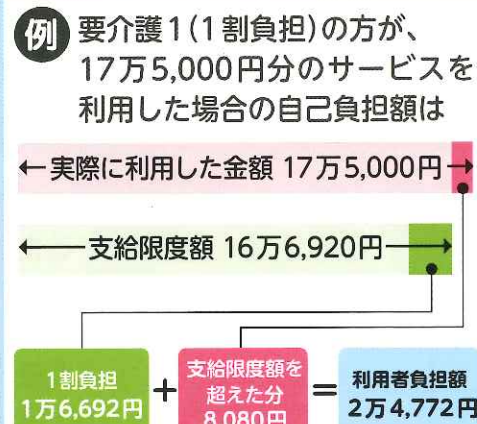 例 要介護1(1割負担)の方が、
17万5,000円分のサービスを
利用した場合の自己負担額は
実際に利用した金額 17万5,000円
支給限度額 16万6,920円
1割負担
1万6,692円
+
支給限度額を
超えた分
8,080円
=
利用者負担額
2万4,772円